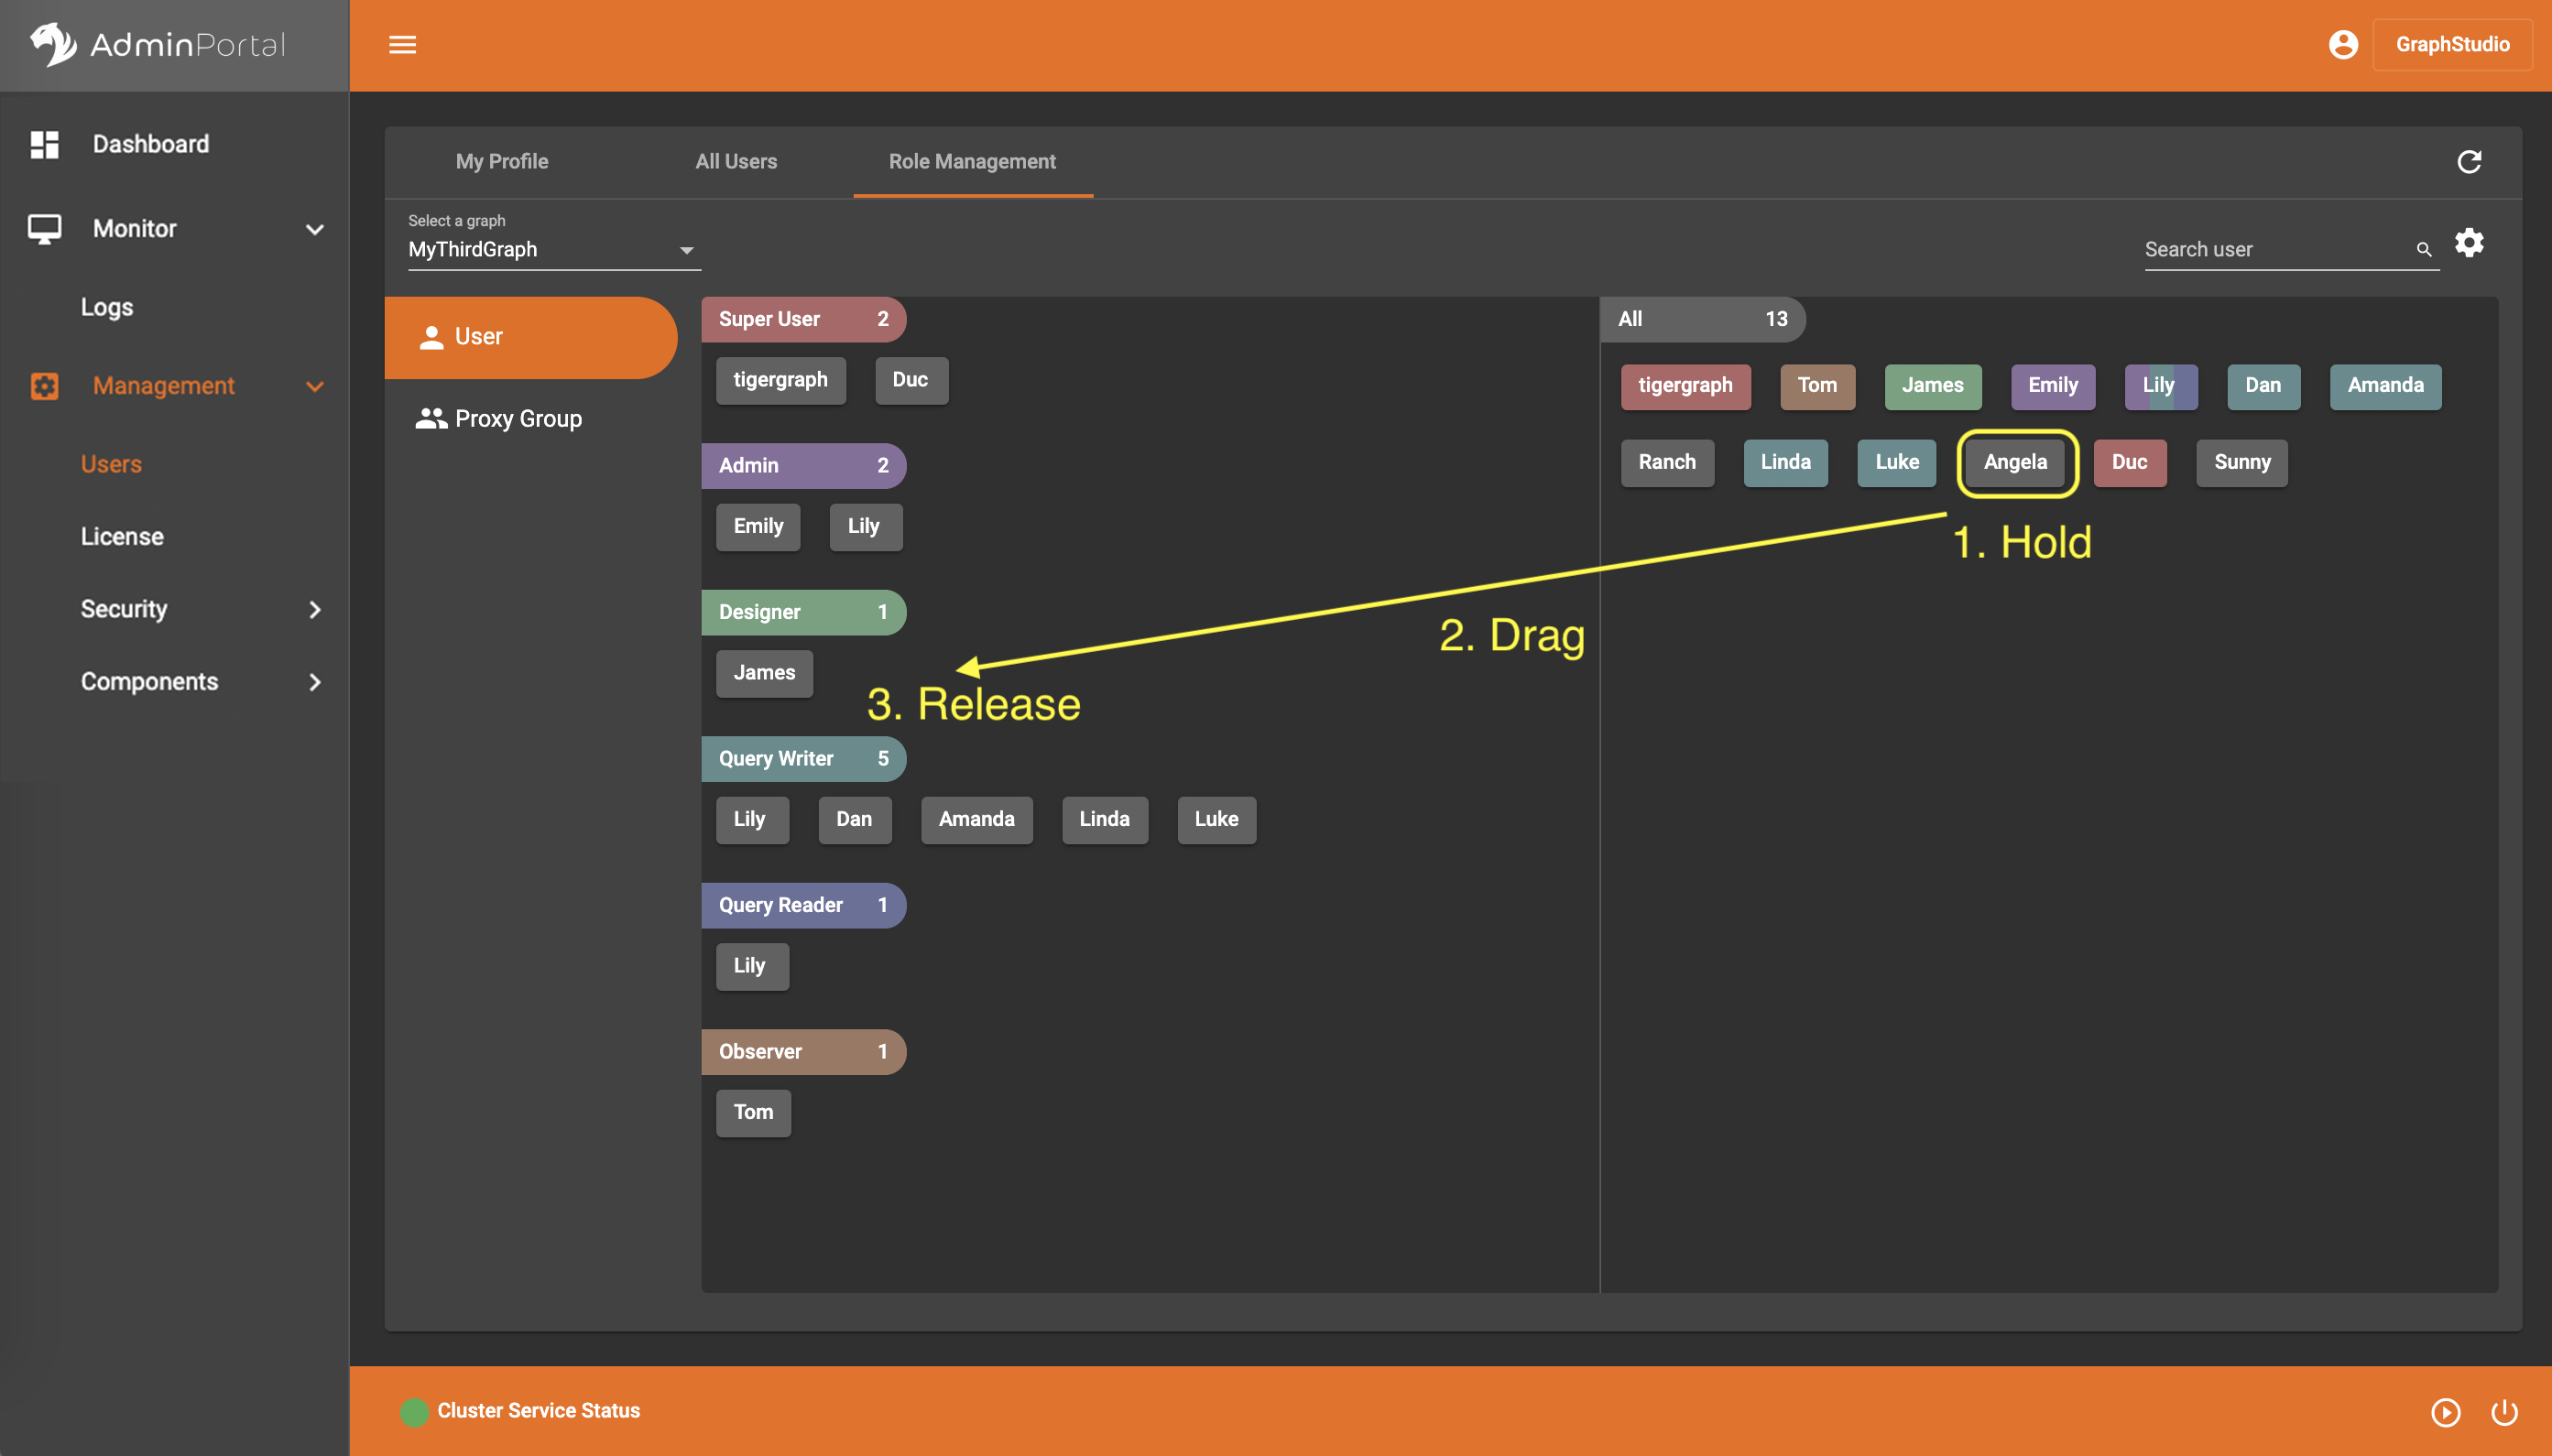 AdminPortal
GraphStudio
Dashboard
Monitor
Logs
Management
Users
License
Security
Components
My Profile
All Users
Role Management
Select a graph
MyThirdGraph
Search user
User
Proxy Group
Super User 2
tigergraph Duc
Admin 2
Emily Lily
Designer 1
James
Query Writer 5
Lily Dan Amanda Linda Luke
Query Reader 1
Lily
Observer 1
Tom
All 13
tigergraph Tom James Emily Lily Dan Amanda
Ranch Linda Luke Angela Duc Sunny
1. Hold
2. Drag
3. Release
Cluster Service Status